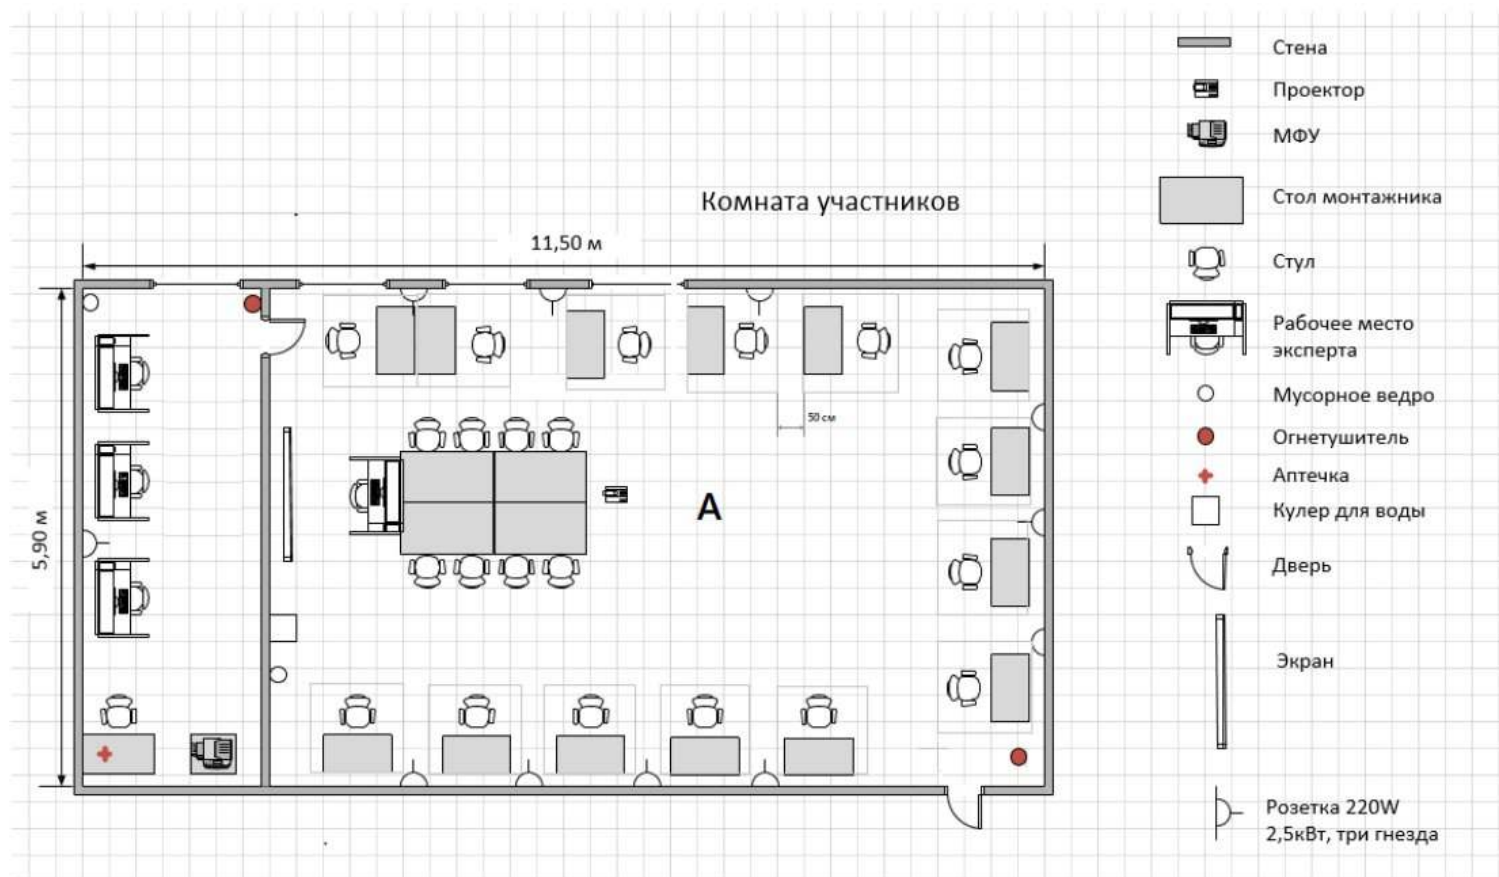 Комната участников
11,50 м
5,90 м
50 см
А
Стена
Проектор
МФУ
Стол монтажника
Стул
Рабочее место
эксперта
Мусорное ведро
Огнетушитель
Аптечка
Кулер для воды
Дверь
Экран
Розетка 220W
2,5кВт, три гнезда